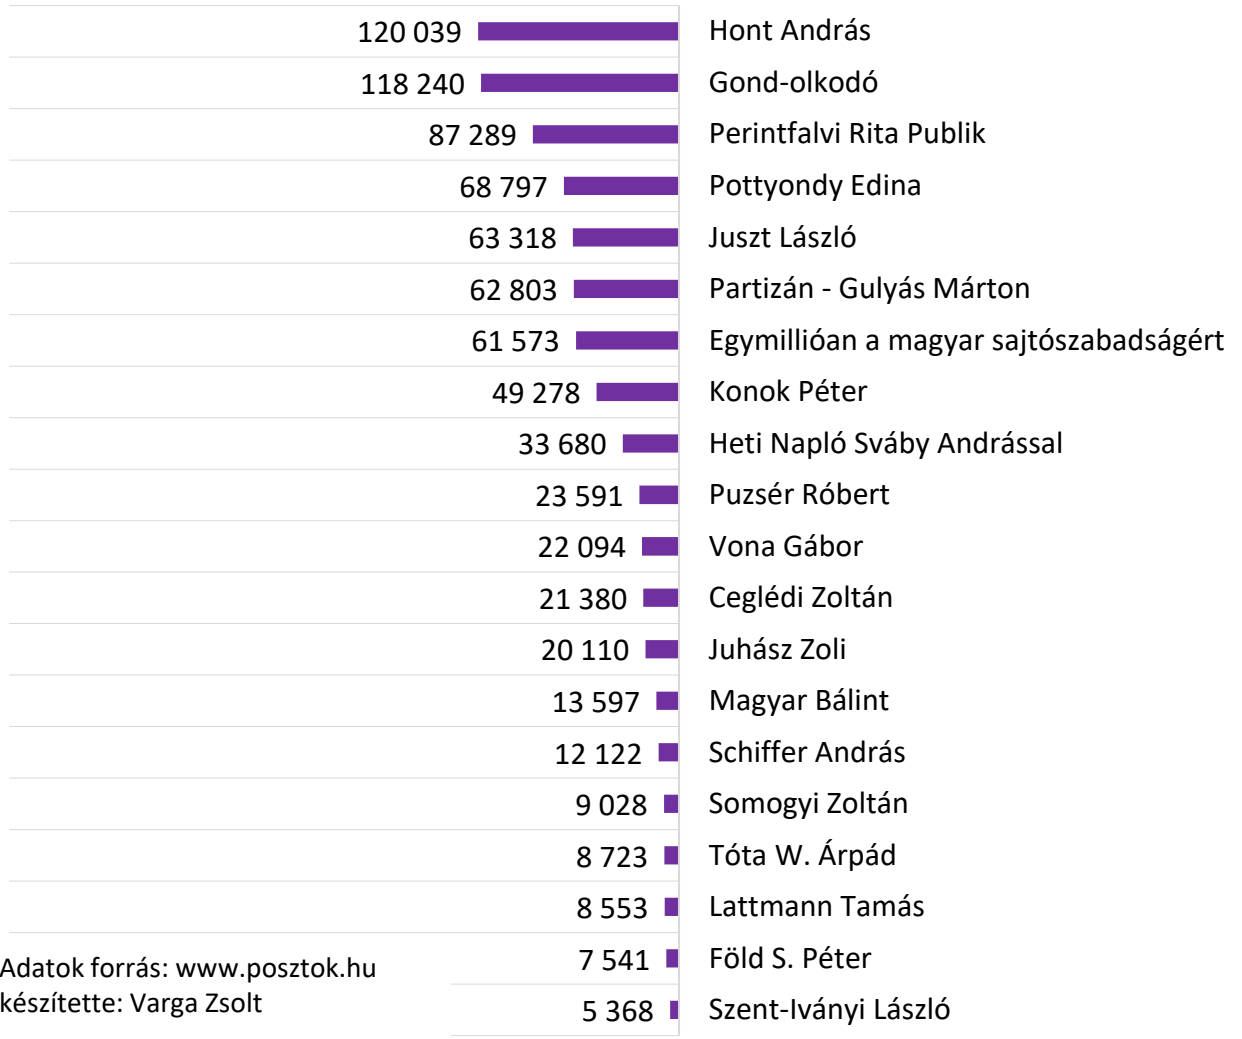 120 039 Hont András
118 240 Gond-olkodó
87 289 Perintfalvi Rita Publik
68 797 Pottyondy Edina
63 318 Juszt László
62 803 Partizán - Gulyás Márton
61 573 Egymillióan a magyar sajtószabadságért
49 278 Konok Péter
33 680 Heti Napló Sváby Andrással
23 591 Puzsér Róbert
22 094 Vona Gábor
21 380 Ceglédi Zoltán
20 110 Juhász Zoli
13 597 Magyar Bálint
12 122 Schiffer András
9 028 Somogyi Zoltán
8 723 Tóta W. Árpád
8 553 Lattmann Tamás
7 541 Föld S. Péter
5 368 Szent-Iványi László
Adatok forrás: www.posztok.hu
készítette: Varga Zsolt